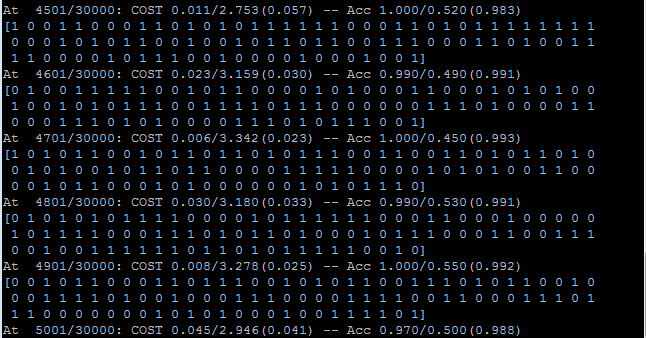 At  4501/30000: COST 0.011/2.753(0.057) -- Acc 1.000/0.520(0.983)
[1 0 0 1 1 0 0 0 1 1 0 1 0 1 0 1 1 1 1 1 1 0 0 0 1 1 0 1 0 1 1 1 1 1 1 1 1
 0 0 0 1 1 0 1 0 1 1 0 1 0 0 1 0 0 1 1 0 1 1 0 0 1 1 1 0 0 0 1 1 0 1 0 0 1 1
 1 1 0 0 0 0 1 0 1 1 1 0 0 1 0 0 0 0 1 0 0 0 1 0 0 1]
At  4601/30000: COST 0.023/3.159(0.030) -- Acc 0.990/0.490(0.991)
[0 1 0 0 1 1 1 1 1 0 0 1 1 0 0 0 0 1 0 1 0 0 0 1 1 0 0 0 1 0 1 0 1 0 0
 1 0 0 1 0 1 1 0 1 0 1 1 1 0 1 1 0 1 1 1 0 0 0 0 0 0 0 1 1 1 0 1 0 0 0 0 1 1
 0 0 0 1 1 1 0 1 0 1 1 0 0 0 0 1 0 1 1 1 1 0 0 1]
At  4701/30000: COST 0.006/3.342(0.023) -- Acc 1.000/0.450(0.993)
[1 0 1 0 1 1 0 0 1 0 1 1 0 1 1 0 1 0 1 1 1 0 0 1 1 0 0 1 1 0 1 0 1 1 0 1 0
 0 1 0 1 0 0 1 0 1 1 1 0 1 1 1 0 1 1 1 1 1 1 0 0 0 0 1 0 1 0 1 0 0 1 1 0 0
 0 0 1 0 1 1 0 0 0 1 1 0 1 0 0 0 0 0 0 1 0 1 0 1 1 1 0]
At  4801/30000: COST 0.030/3.180(0.033) -- Acc 0.990/0.530(0.991)
[0 1 0 1 0 1 0 1 1 1 1 0 0 0 0 1 0 1 1 1 1 1 1 0 0 0 1 1 0 0 0 1 0 0 0 0 0
 1 0 1 1 1 1 0 0 0 1 1 1 0 0 1 1 0 1 0 0 0 1 0 1 1 1 0 0 0 1 1 0 0 1 1 1
 0 0 1 0 0 1 1 1 1 1 1 0 1 1 0 1 0 1 1 1 1 1 0 0 1 0]
At  4901/30000: COST 0.008/3.278(0.025) -- Acc 1.000/0.550(0.992)
[0 0 1 0 0 0 1 0 0 1 1 0 1 0 0 0 1 1 1 0 0 0 1 1 1 0 1 0 1 1 0 0 1 0
 0 0 1 1 1 1 0 1 0 0 0 1 0 1 1 0 0 0 1 1 1 1 0 0 1 1 0 0 0 1 1 1 0 1
 1 1 0 0 0 0 0 0 0 1 0 1 0 1 0 0 0 1 0 0 1 1 0 1 1 1 1 0 1]
At  5001/30000: COST 0.045/2.946(0.041) -- Acc 0.970/0.500(0.988)